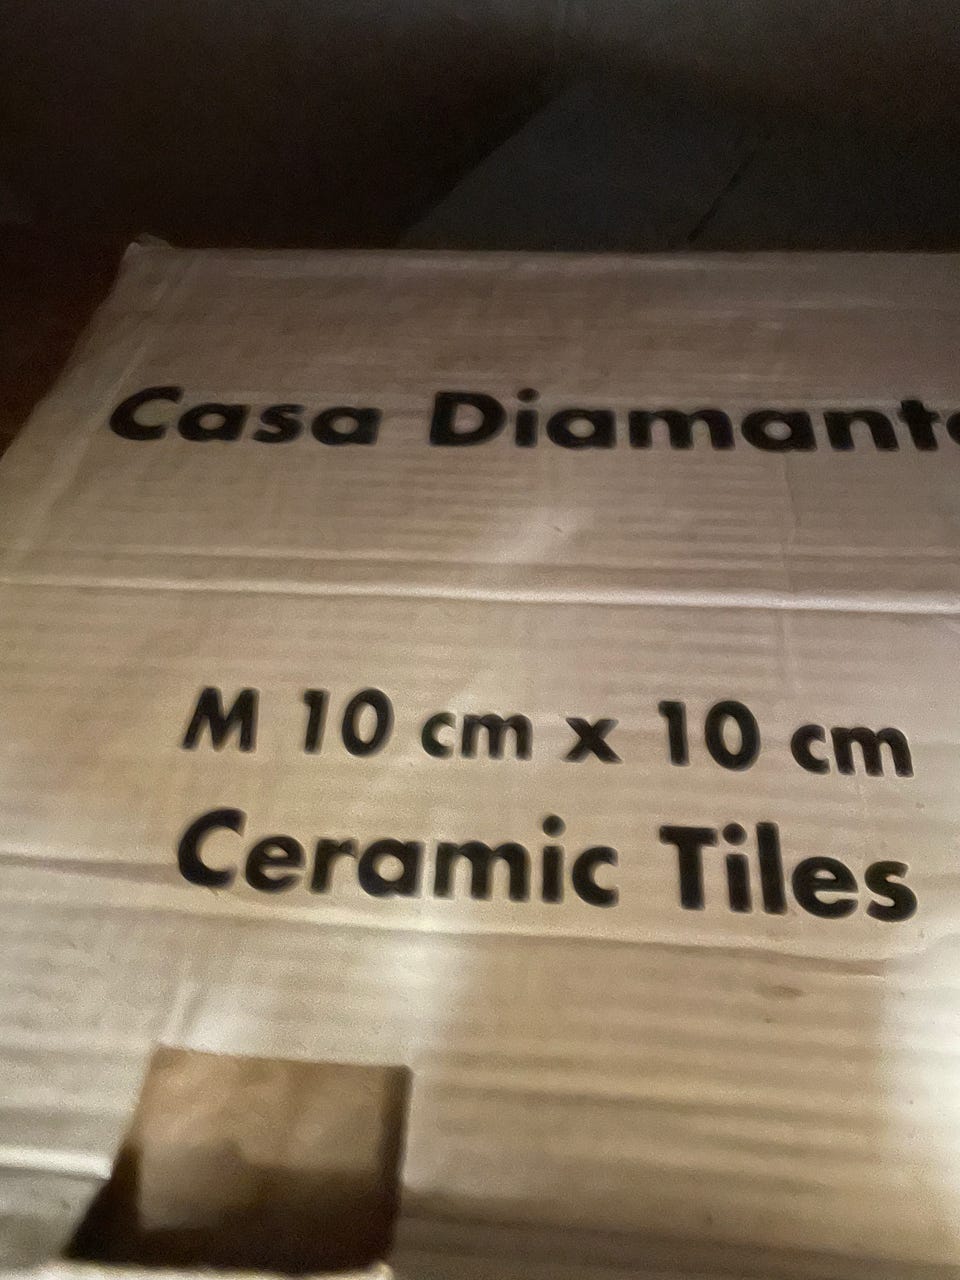 Casa Diamant
M 10 cm x 10 cm
Ceramic Tiles